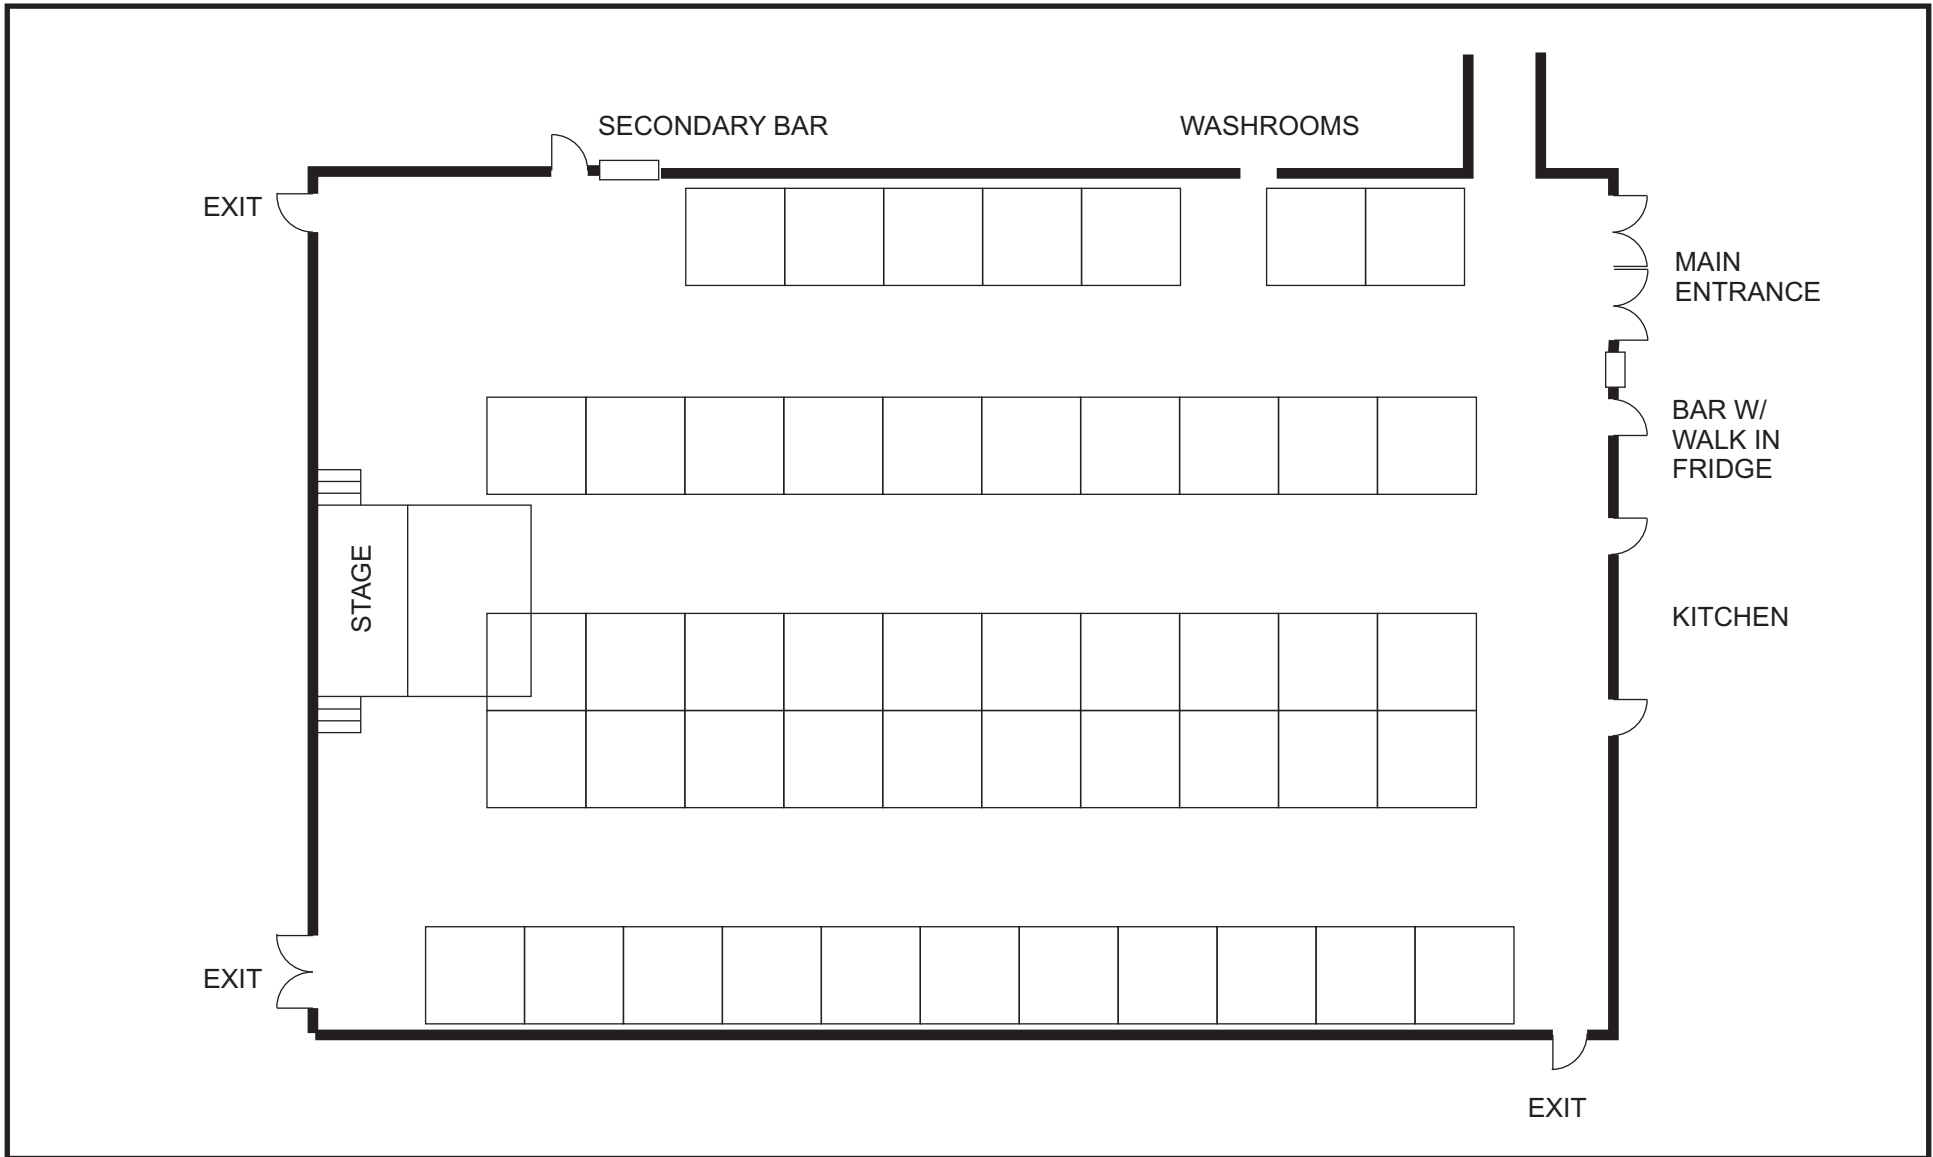 SECONDARY BAR
WASHROOMS
EXIT
MAIN
ENTRANCE
BAR W/
WALK IN
FRIDGE
STAGE
KITCHEN
EXIT
EXIT